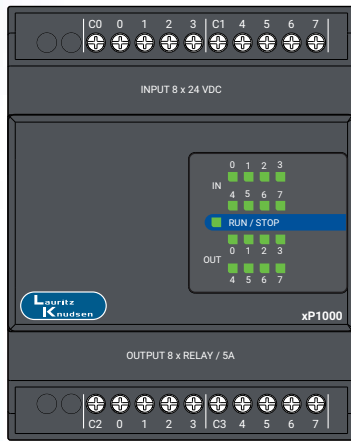 C0 0 1 2 3 C1 4 5 6 7
INPUT 8 x 24 VDC
0 1 2 3
IN
4 5 6 7
RUN / STOP
0 1 2 3
OUT
4 5 6 7
Lauritz
Knudsen
xP1000
OUTPUT 8 x RELAY / 5A
C2 0 1 2 3 C3 4 5 6 7